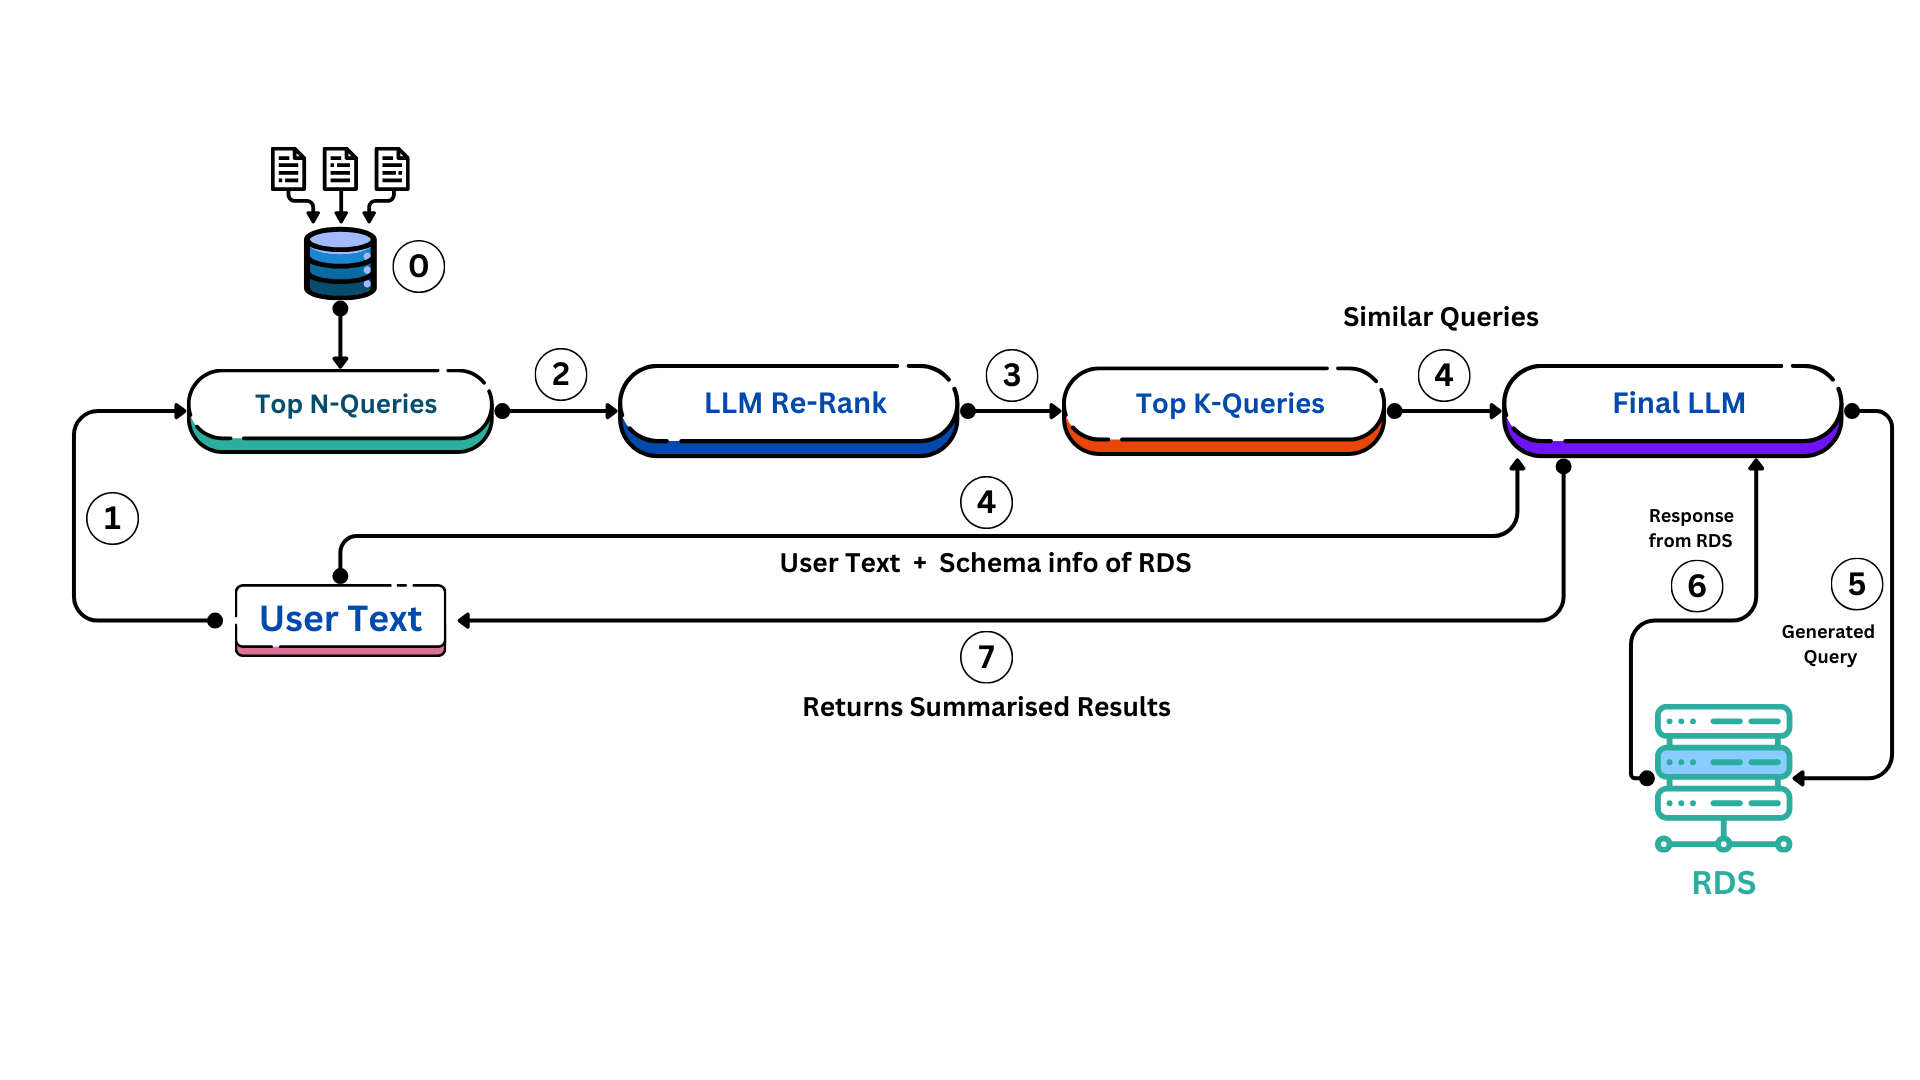 0
Similar Queries
Top N-Queries
2
LLM Re-Rank
3
Top K-Queries
4
Final LLM
1
4
User Text + Schema info of RDS
Response
from RDS
6
5
Generated
Query
User Text
7
Returns Summarised Results
RDS